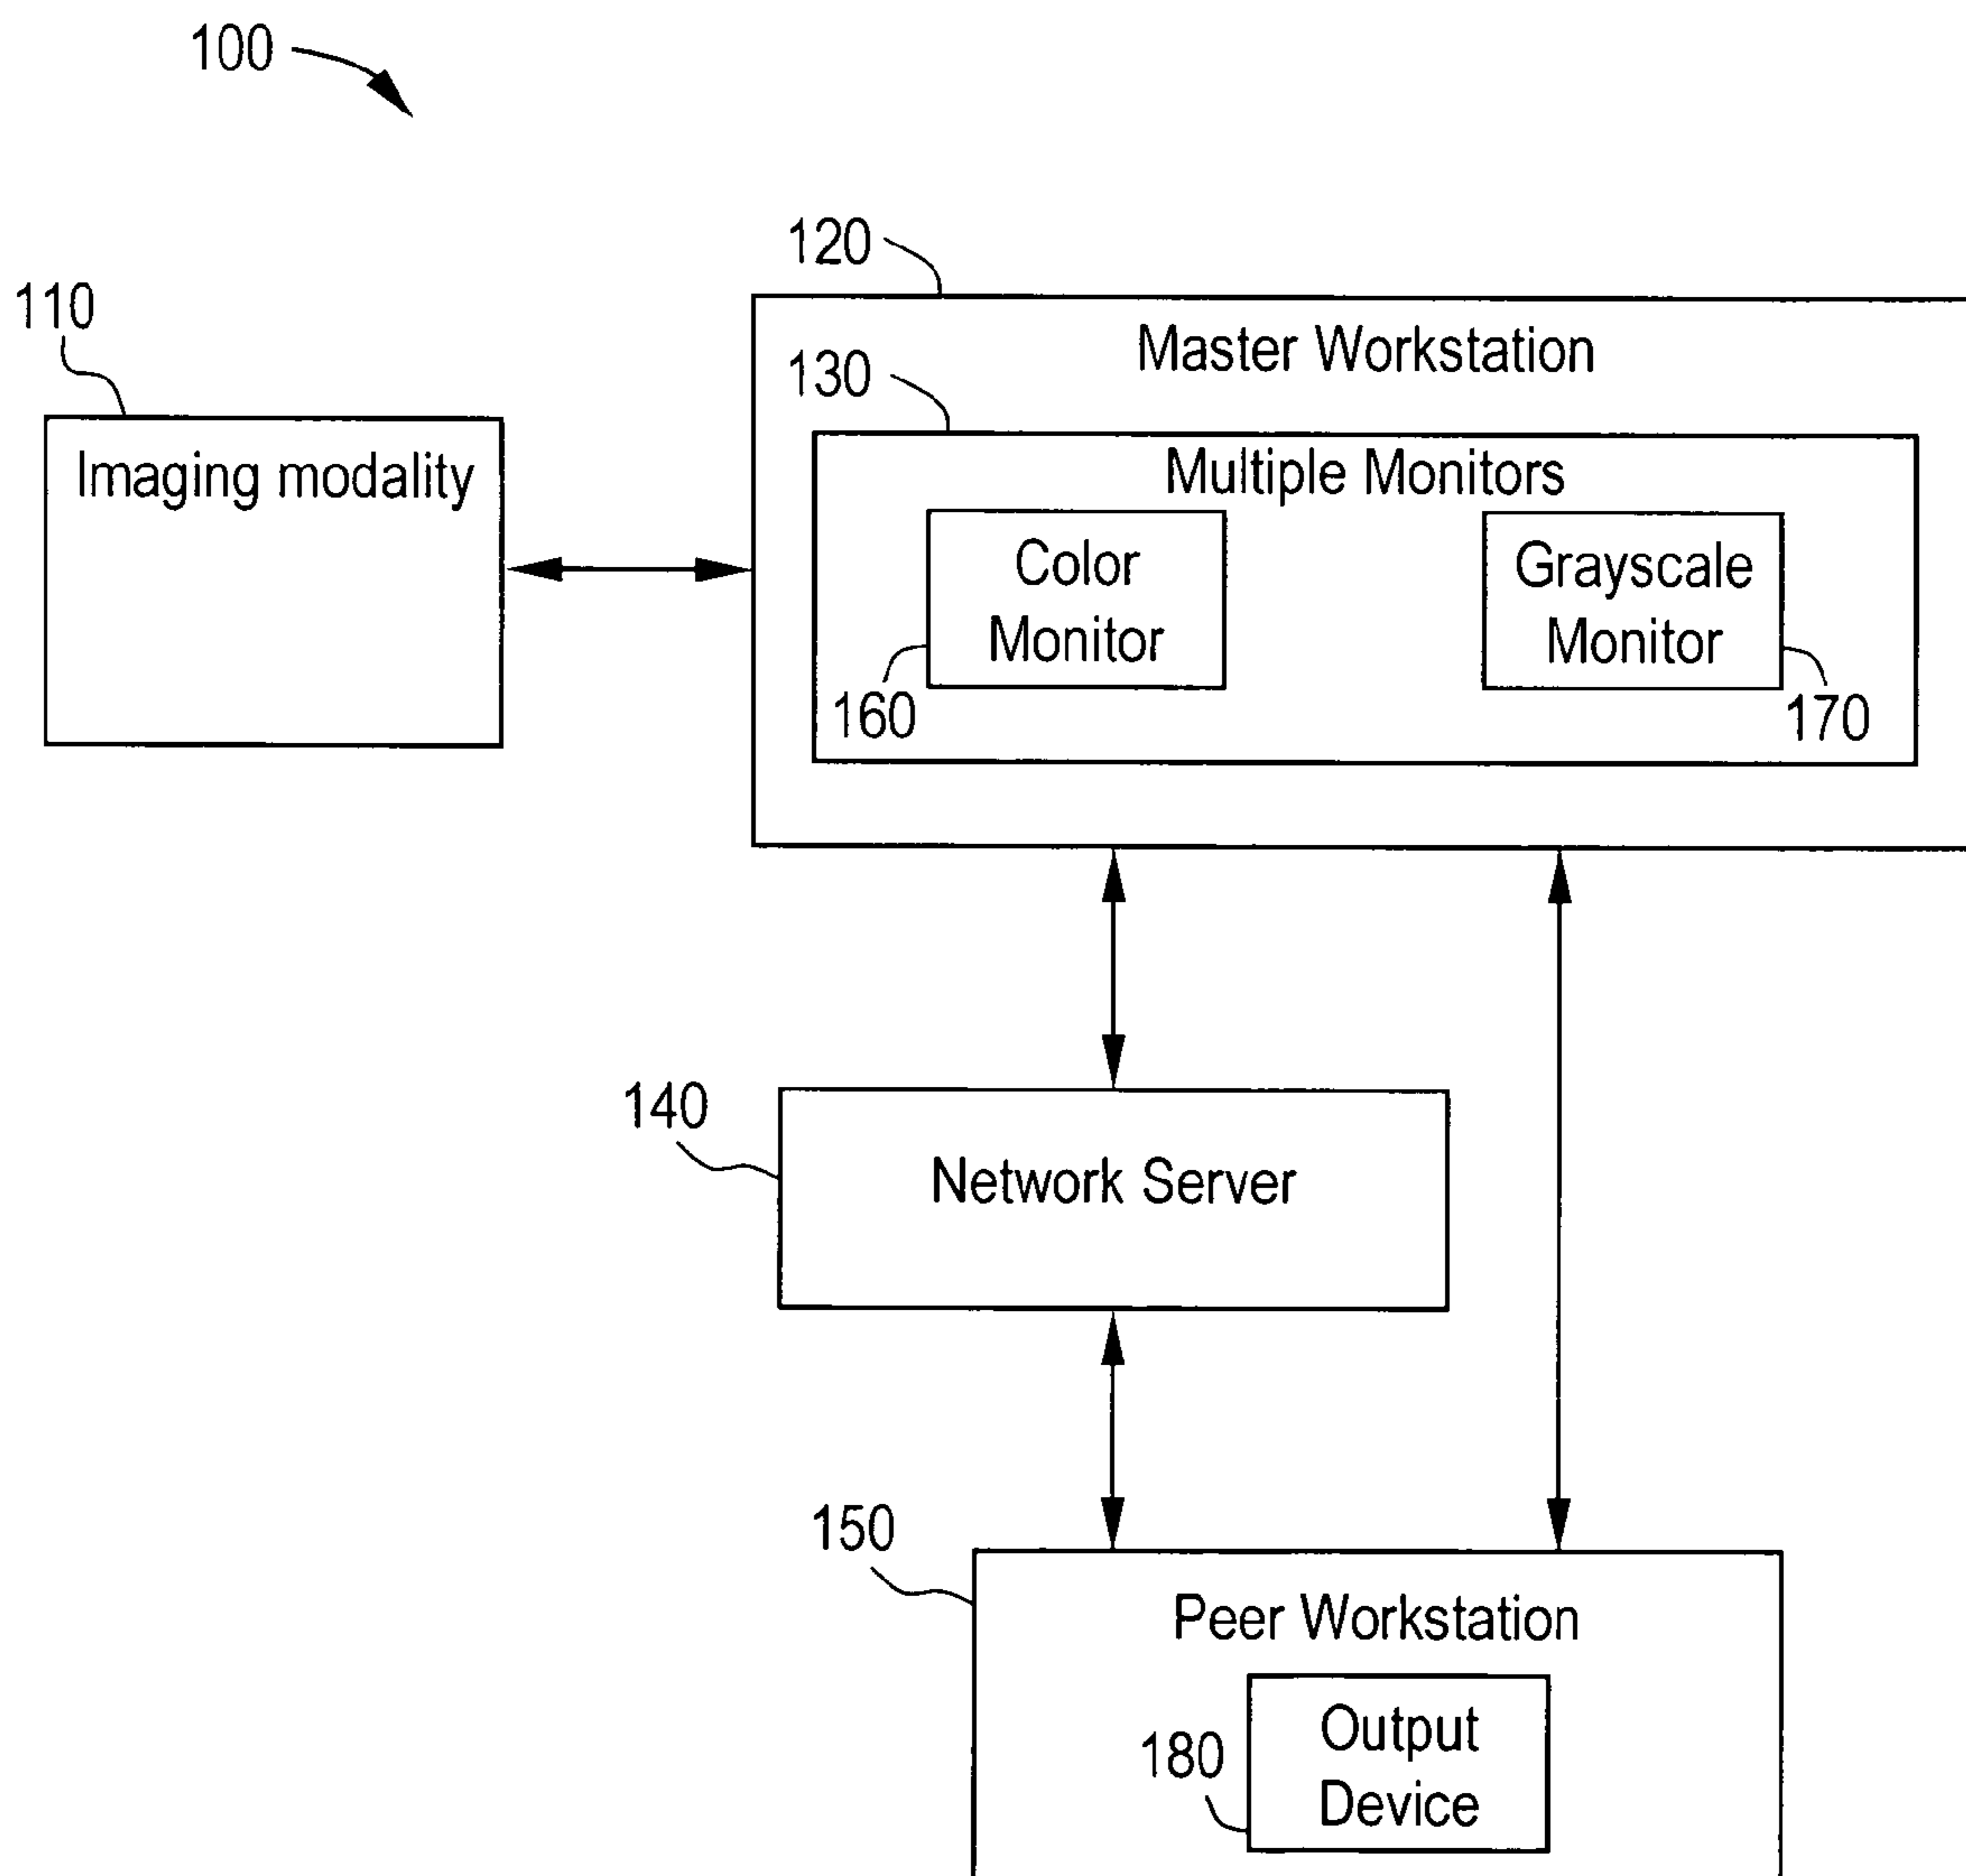 100
120
110
Master Workstation
130
Imaging modality
Multiple Monitors
Color
Monitor
Grayscale
Monitor
160
170
140
Network Server
150
Peer Workstation
Output
Device
180